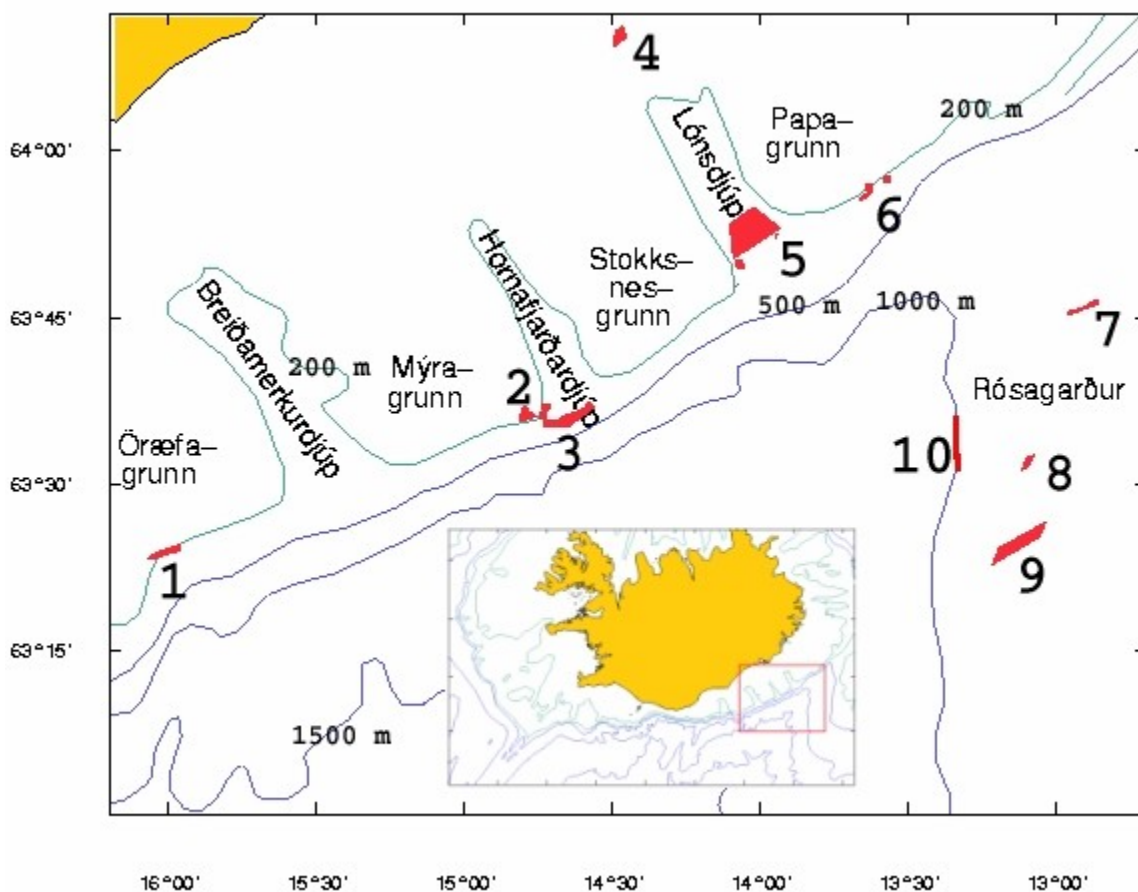 4
Papa–
grunn
200 m
64°00'
Lónsdjúp
6
5
Stokks–
nes–
grunn
Hornafjarðardjúp
500 m
1000 m
7
63°45'
Breiðamerkurdjúp
200 m
Mýra–
grunn
2
3
Rósagarður
10
8
Öræfa–
grunn
63°30'
9
1
63°15'
1500 m
16°00'
15°30'
15°00'
14°30'
14°00'
13°30'
13°00'